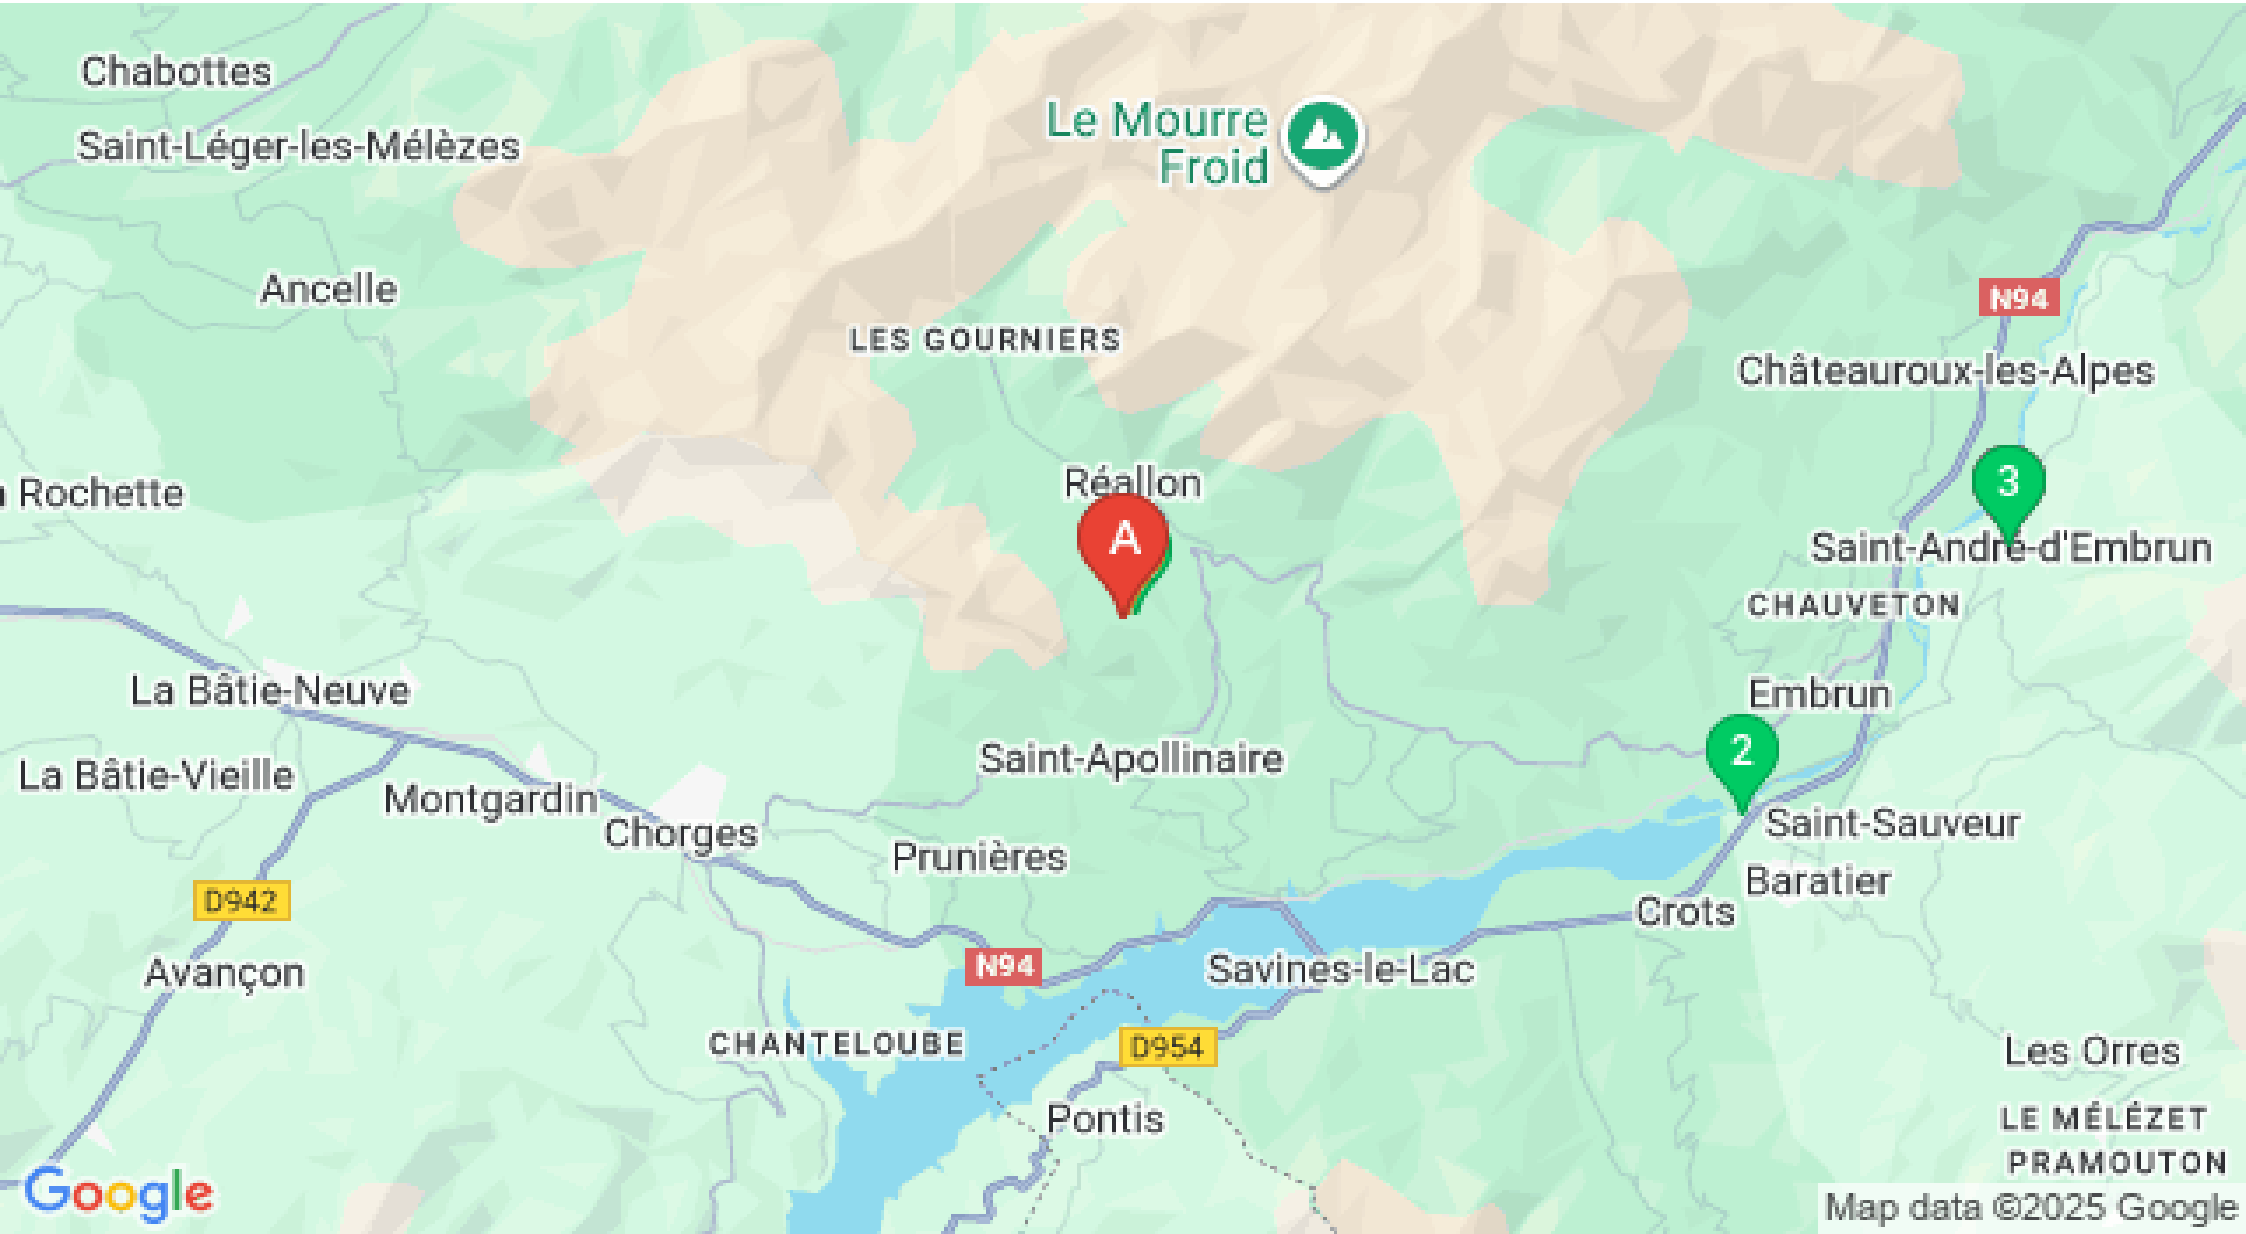 Chabottes
Le Mourre
Froid
Saint-Léger-les-Mélèzes
Ancelle
N94
LES GOURNIERS
Châteauroux-les-Alpes
Réallon
3
Rochette
A
Saint-André-d'Embrun
CHAUVETON
La Bâtie-Neuve
Embrun
2
Saint-Apollinaire
La Bâtie-Vieille
Montgardin
Chorges
Saint-Sauveur
Prunières
Baratier
D942
Crots
N94
Savines-le-Lac
Avançon
CHANTELOUBE
D954
Les Orres
Pontis
LE MÉLÉZET
PRAMOUTON
Google
Map data ©2025 Google